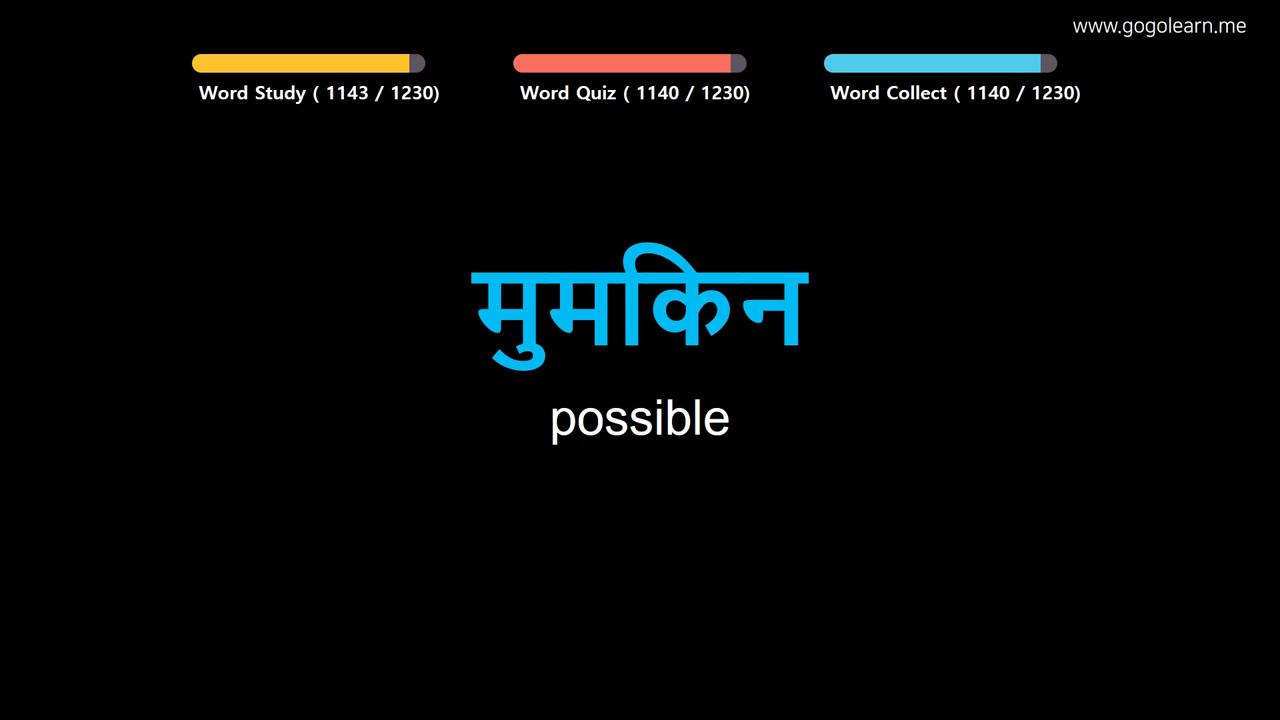 www.gogolearn.me
Word Study ( 1143 / 1230)
Word Quiz ( 1140 / 1230)
Word Collect ( 1140 / 1230)
मुमकिन
possible